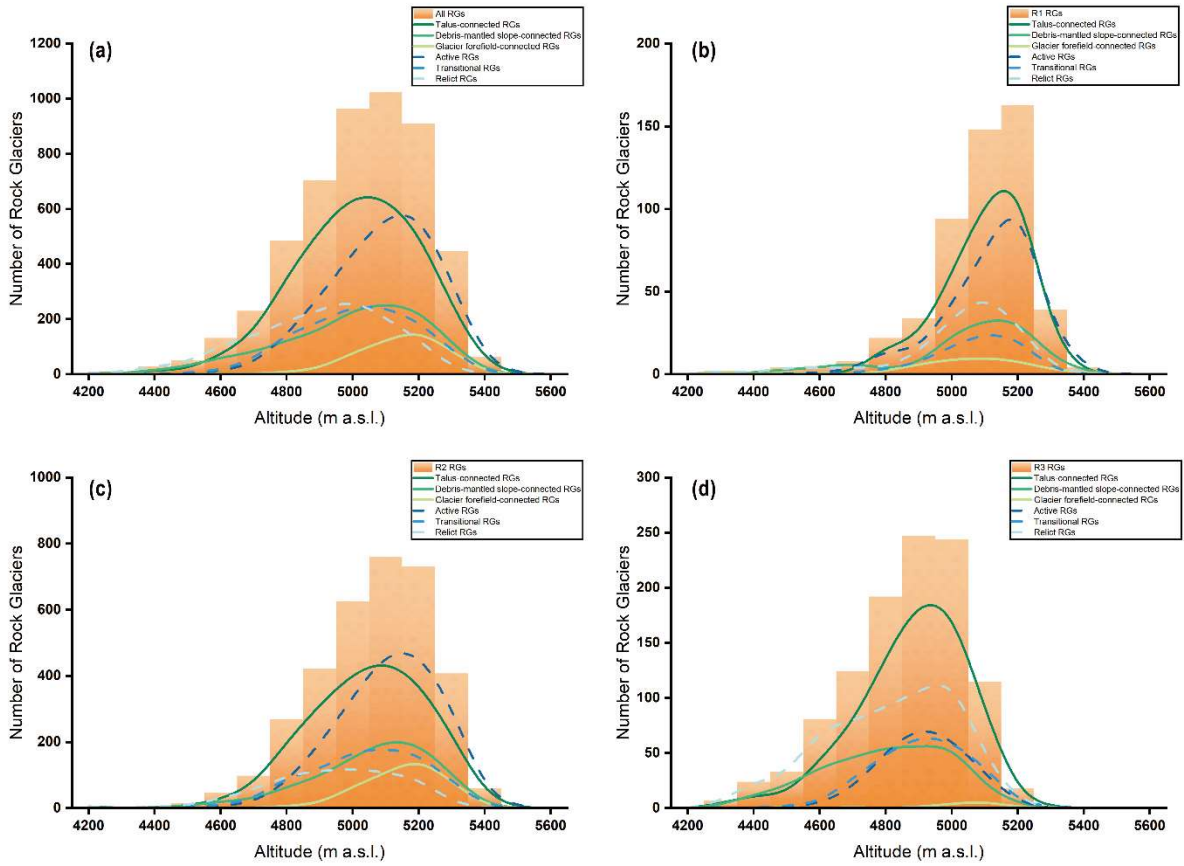 (a)
All RGs
Talus-connected RGs
Debris-mantled slope-connected RGs
Glacier forefield-connected RGs
Active RGs
Transitional RGs
Relict RGs
Number of Rock Glaciers
1200
1000
800
600
400
200
0
4200 4400 4600 4800 5000 5200 5400 5600
Altitude (m a.s.l.)
(b)
R1 RGs
Talus-connected RGs
Debris-mantled slope-connected RGs
Glacier forefield-connected RGs
Active RGs
Transitional RGs
Relict RGs
Number of Rock Glaciers
200
150
100
50
0
4200 4400 4600 4800 5000 5200 5400 5600
Altitude (m a.s.l.)
(c)
R2 RGs
Talus-connected RGs
Debris-mantled slope-connected RGs
Glacier forefield-connected RGs
Active RGs
Transitional RGs
Relict RGs
Number of Rock Glaciers
1000
800
600
400
200
0
4200 4400 4600 4800 5000 5200 5400 5600
Altitude (m a.s.l.)
(d)
R3 RGs
Talus-connected RGs
Debris-mantled slope-connected RGs
Glacier forefield-connected RGs
Active RGs
Transitional RGs
Relict RGs
Number of Rock Glaciers
300
250
200
150
100
50
0
4200 4400 4600 4800 5000 5200 5400 5600
Altitude (m a.s.l.)